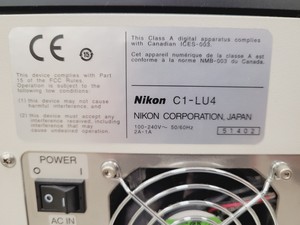 CE
15
This Class A digital apparatus complies
with Canadian ICES-003.
Cet appareil numérique de la classe A est
conforme à la norme NMB-003 du Canada.
This device complies with Part
15 of the FCC Rules.
Operation is subject to the
following two conditions:
(1) this device may not cause
harmful interference, and
(2) this device must accept any
interference received, including
interference that may
cause undesired operation.
Nikon C1-LU4
NIKON CORPORATION, JAPAN
100-240V~ 50/60Hz
2A-1A
51402
POWER
I O
AC IN